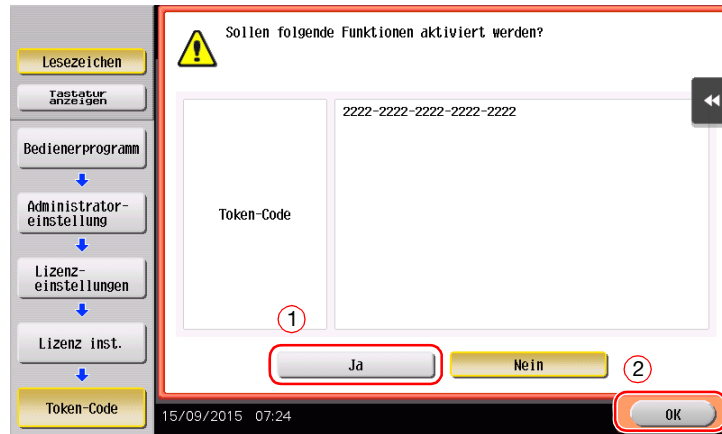 Sollen folgende Funktionen aktiviert werden?
Lesezeichen
Tastatur
anzeigen
Bedienerprogramm
Administrator-
einstellung
Lizenz-
einstellungen
Lizenz inst.
Token-Code
Token-Code
2222-2222-2222-2222-2222
1
Ja
Nein
2
15/09/2015 07:24
OK